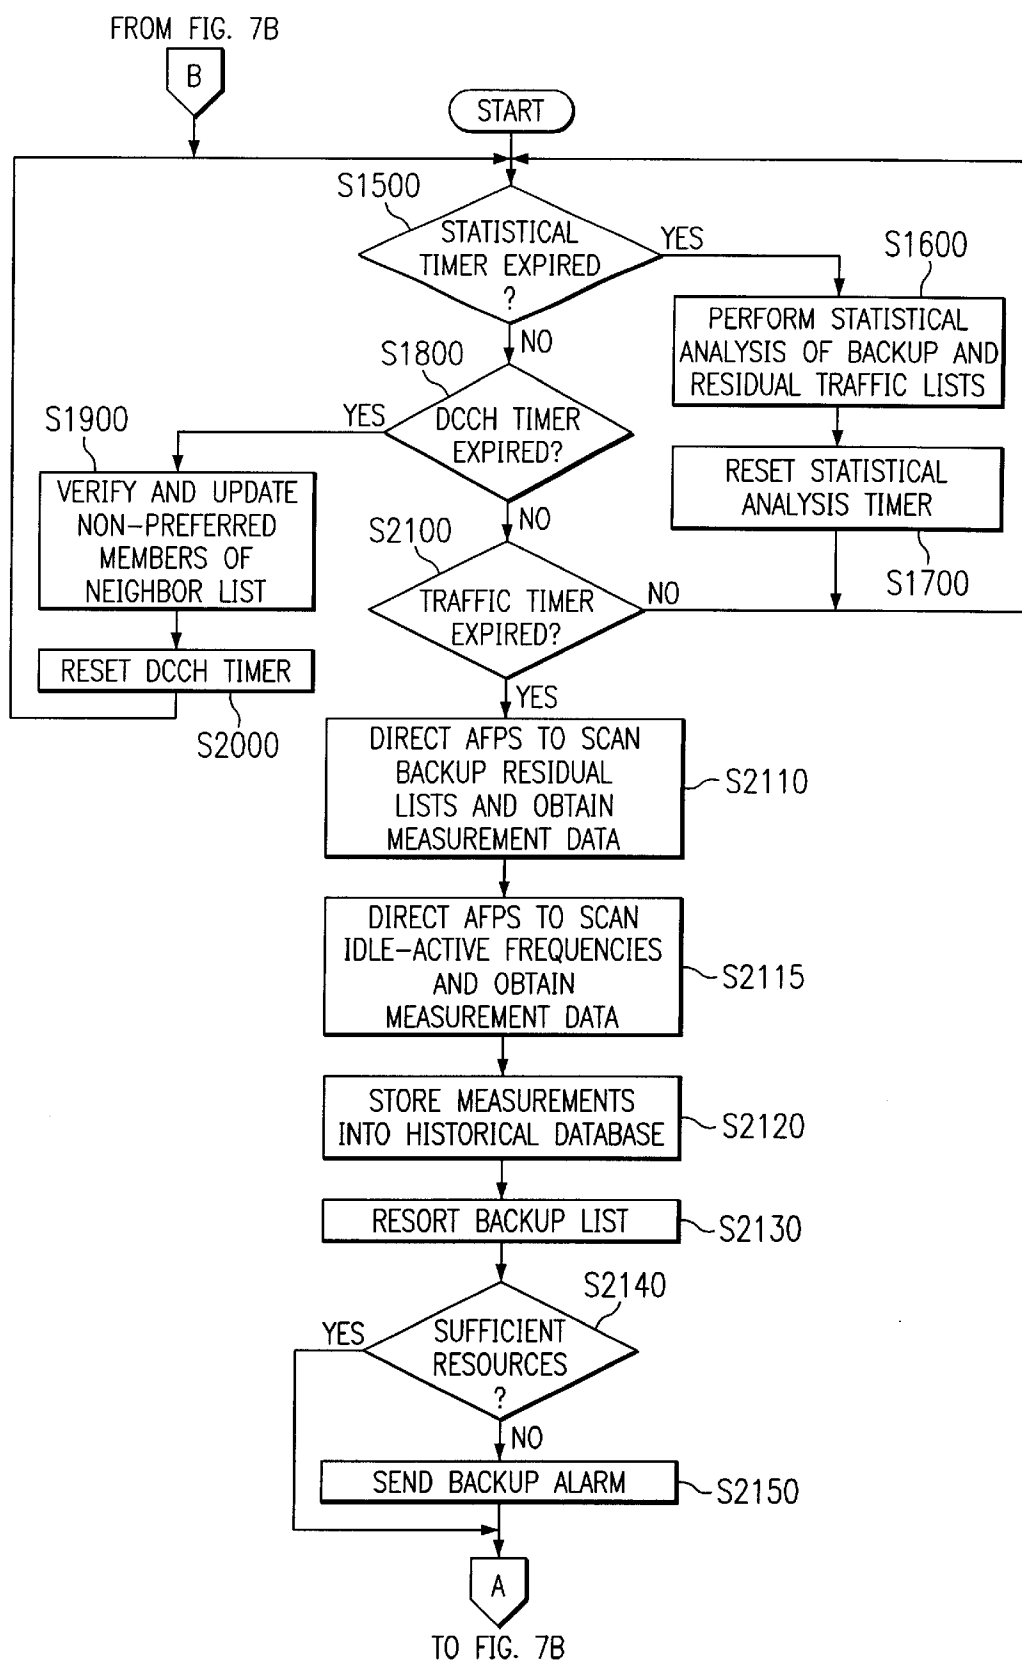 FROM FIG. 7B
B
START
S1500
STATISTICAL
TIMER EXPIRED
?
YES
NO
S1600
PERFORM STATISTICAL
ANALYSIS OF BACKUP AND
RESIDUAL TRAFFIC LISTS
RESET STATISTICAL
ANALYSIS TIMER
S1700
S1800
DCCH TIMER
EXPIRED?
YES
NO
S1900
VERIFY AND UPDATE
NON-PREFERRED
MEMBERS OF
NEIGHBOR LIST
RESET DCCH TIMER
S2000
S2100
TRAFFIC TIMER
EXPIRED?
NO
YES
DIRECT AFPS TO SCAN
BACKUP RESIDUAL
LISTS AND OBTAIN
MEASUREMENT DATA
S2110
DIRECT AFPS TO SCAN
IDLE-ACTIVE FREQUENCIES
AND OBTAIN
MEASUREMENT DATA
S2115
STORE MEASUREMENTS
INTO HISTORICAL DATABASE
S2120
RESORT BACKUP LIST
S2130
S2140
SUFFICIENT
RESOURCES
?
YES
NO
SEND BACKUP ALARM
S2150
A
TO FIG. 7B